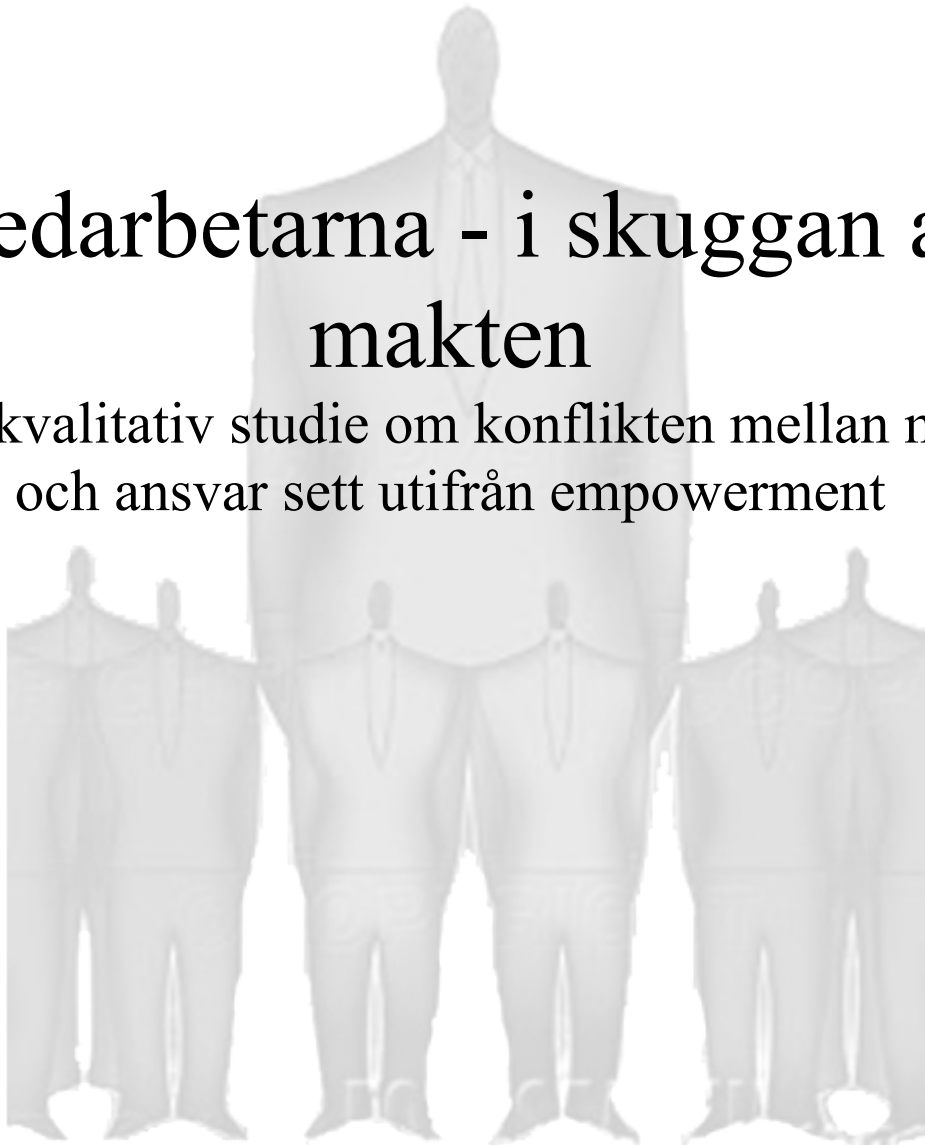 edarbetarna - i skuggan a
makten
kvalitativ studie om konflikten mellan
och ansvar sett utifrån empowerment